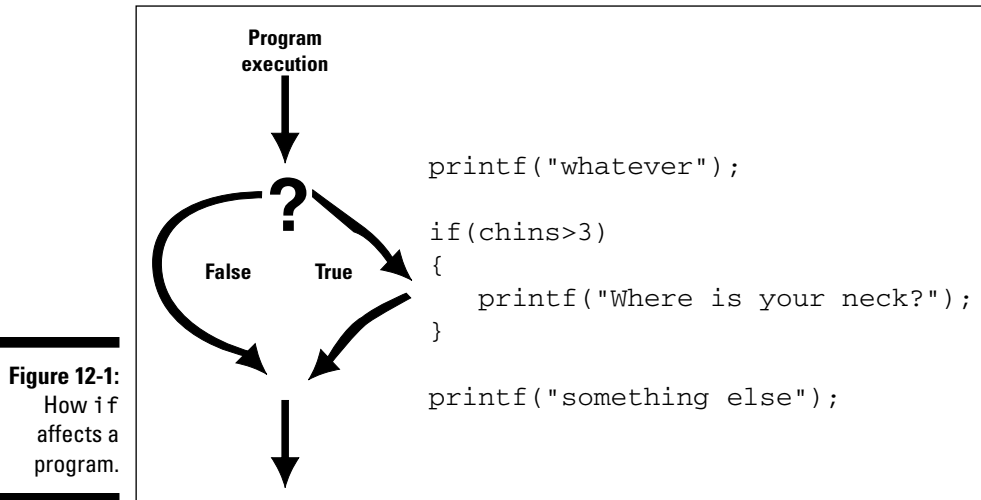 Program
execution
?
False
True
printf("whatever");
if(chins>3)
{
printf("Where is your neck?");
}
printf("something else");
Figure 12-1:
How if
affects a
program.